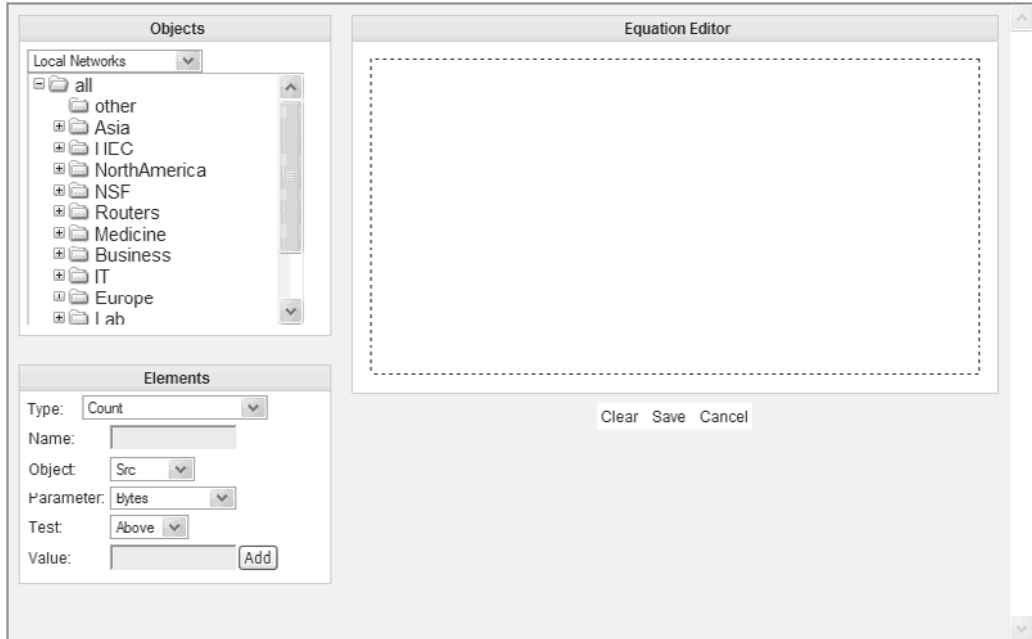 Objects
Local Networks
all
other
Asia
NorthAmerica
NSF
Routers
Medicine
Business
IT
Europe
Lab
Elements
Type: Count
Name:
Object: Src
Parameter: Bytes
Test: Above
Value: Add
Equation Editor
Clear Save Cancel